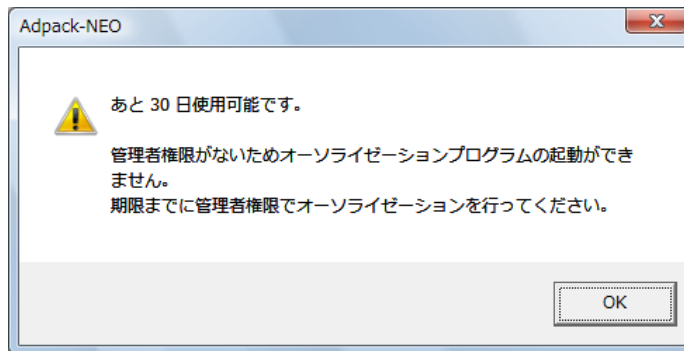 Adpack-NEO
あと 30 日使用可能です。
管理者権限がないためオーソライゼーションプログラムの起動ができ
ません。
期限までに管理者権限でオーソライゼーションを行ってください。
OK